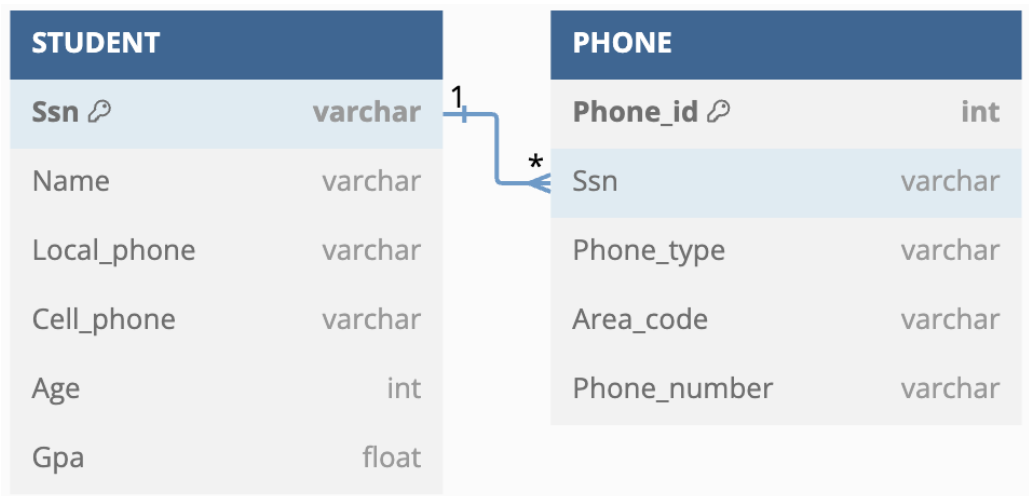 STUDENT
Ssn varchar
Name varchar
Local_phone varchar
Cell_phone varchar
Age int
Gpa float
1
*
PHONE
Phone_id int
Ssn varchar
Phone_type varchar
Area_code varchar
Phone_number varchar